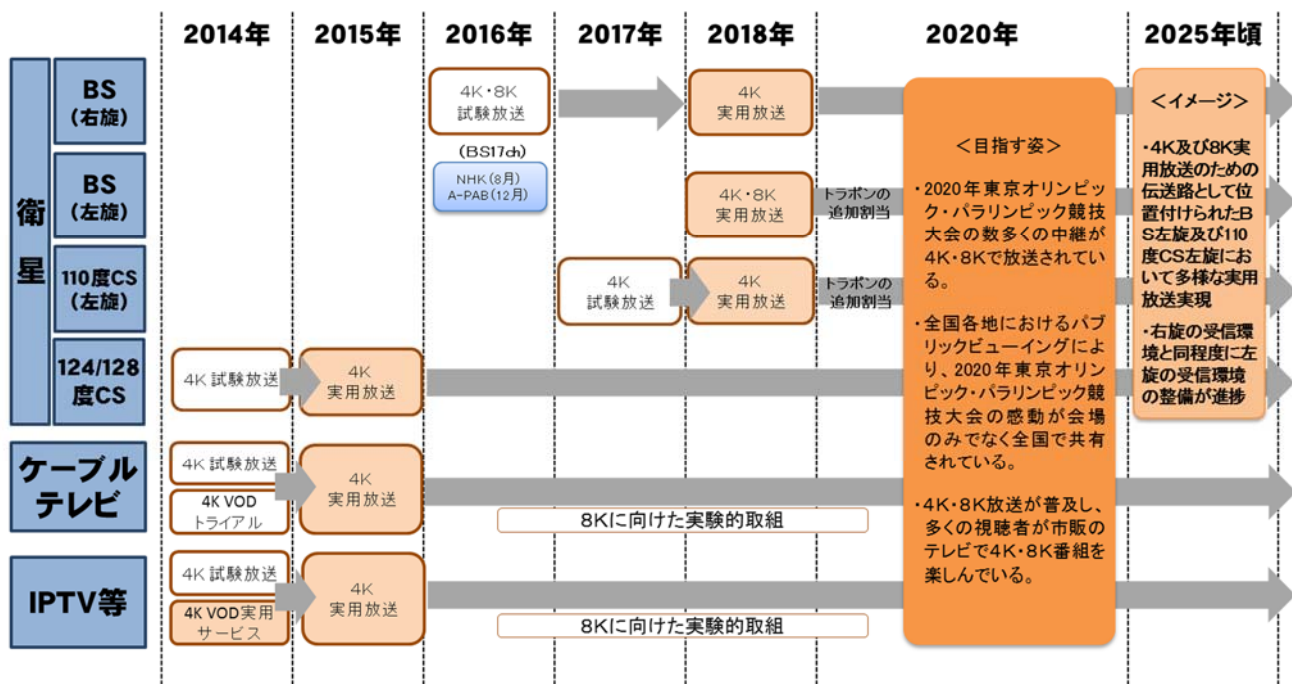 2014年
2015年
2016年
2017年
2018年
2020年
2025年頃
衛星
BS
(右旋)
4K・8K
試験放送
(BS17ch)
NHK(8月)
A-PAB(12月)
4K
実用放送
BS
(左旋)
4K・8K
実用放送
トラポンの
追加割当
110度CS
(左旋)
4K
試験放送
4K
実用放送
トラポンの
追加割当
124/128
度CS
4K 試験放送
4K
実用放送
ケーブル
テレビ
4K 試験放送
4K VOD
トライアル
4K
実用放送
8Kに向けた実験的取組
IPTV等
4K 試験放送
4K VOD実用
サービス
4K
実用放送
8Kに向けた実験的取組
<目指す姿>
・2020年東京オリンピッ
ク・パラリンピック競技
大会の数多くの中継が
4K・8Kで放送されてい
る。
・全国各地におけるパブ
リックビューイングによ
り、2020年東京オリン
ピック・パラリンピック競
技大会の感動が会場
のみでなく全国で共有
されている。
・4K・8K放送が普及し、
多くの視聴者が市販の
テレビで4K・8K番組を
楽しんでいる。
<イメージ>
・4K及び8K実
用放送のための
伝送路として位
置付けられたB
S左旋及び110
度CS左旋にお
いて多様な実用
放送実現
・右旋の受信環
境と同程度に左
旋の受信環境
の整備が進捗